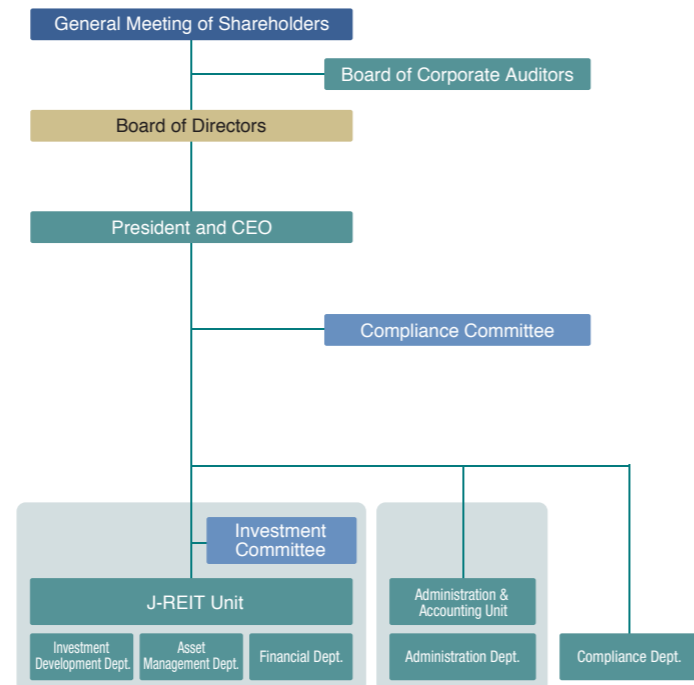 General Meeting of Shareholders
Board of Corporate Auditors
Board of Directors
President and CEO
Compliance Committee
Investment
Committee
J-REIT Unit
Administration &
Accounting Unit
Investment
Development Dept.
Asset
Management Dept.
Financial Dept.
Administration Dept.
Compliance Dept.